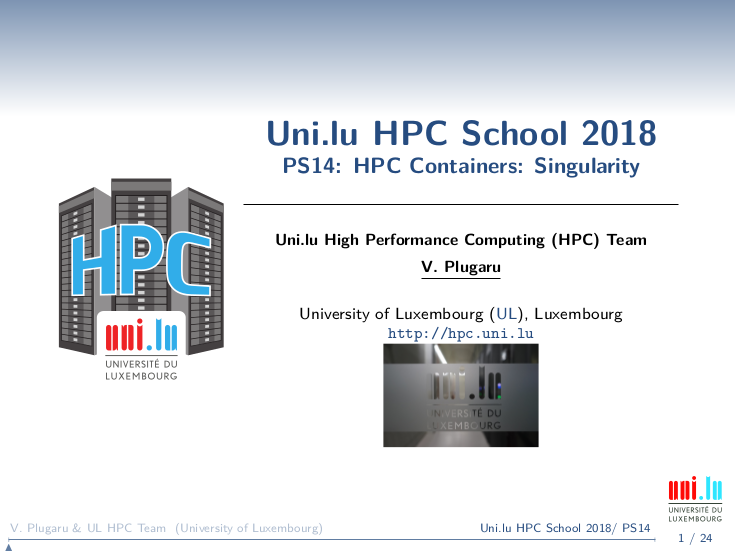 Uni.lu HPC School 2018
PS14: HPC Containers: Singularity
HPC
uni.lu
UNIVERSITÉ DU
LUXEMBOURG
Uni.lu High Performance Computing (HPC) Team
V. Plugaru
University of Luxembourg (UL), Luxembourg
http://hpc.uni.lu
uni.lu
UNIVERSITÉ DU
LUXEMBOURG
uni.lu
UNIVERSITÉ DU
LUXEMBOURG
V. Plugaru & UL HPC Team (University of Luxembourg)
Uni.lu HPC School 2018/ PS14
1 / 24